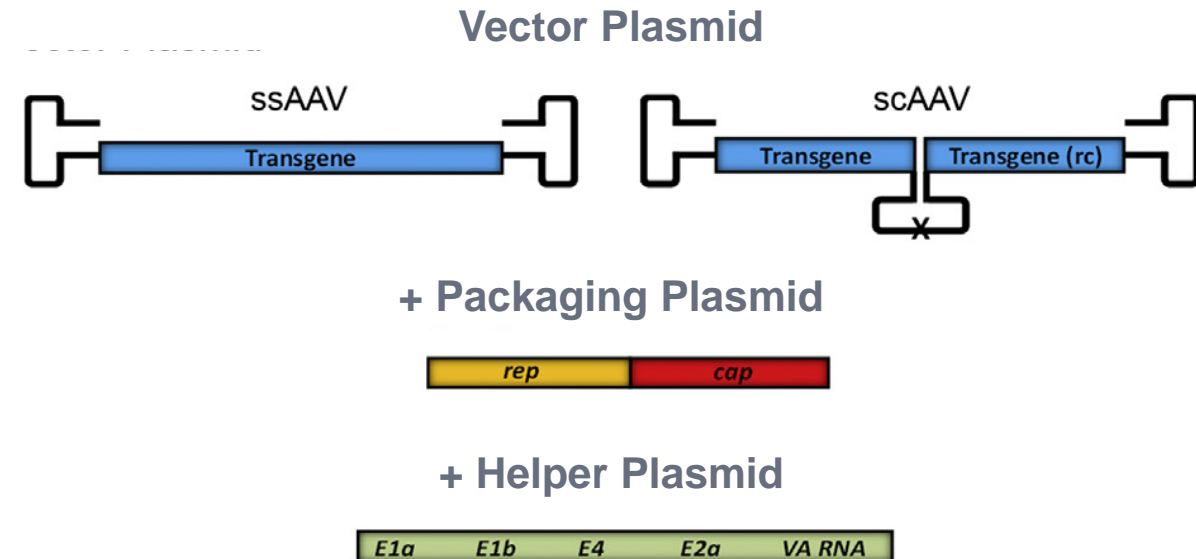 Vector Plasmid
ssAAV
scAAV
Transgene
Transgene
Transgene (rc)
X
+ Packaging Plasmid
rep
cap
+ Helper Plasmid
E1a E1b E4 E2a VA RNA